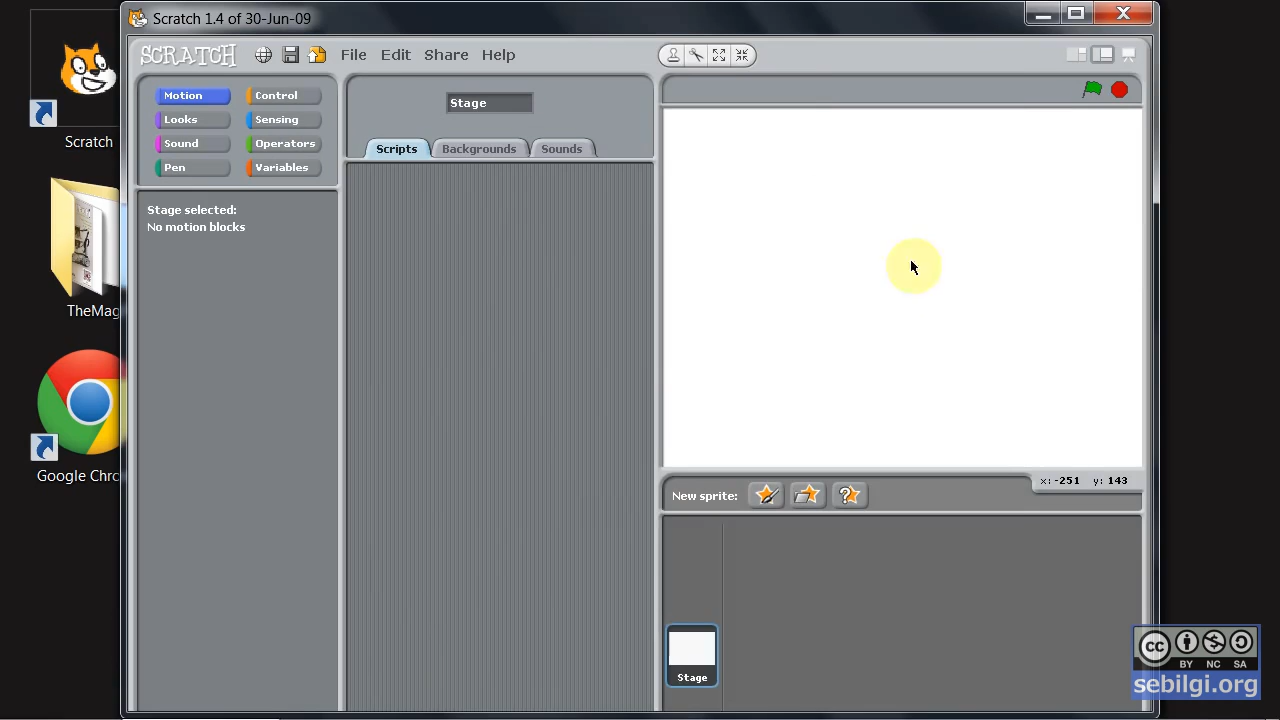 Scratch 1.4 of 30-Jun-09
SCRATCH
File Edit Share Help
Motion Control
Looks Sensing
Sound Operators
Pen Variables
Stage selected:
No motion blocks
Stage
Scripts Backgrounds Sounds
x: -251 y: 143
New sprite:
Stage
Scratch
TheMag
Google Chro
CC BY NC SA
sebilgi.org